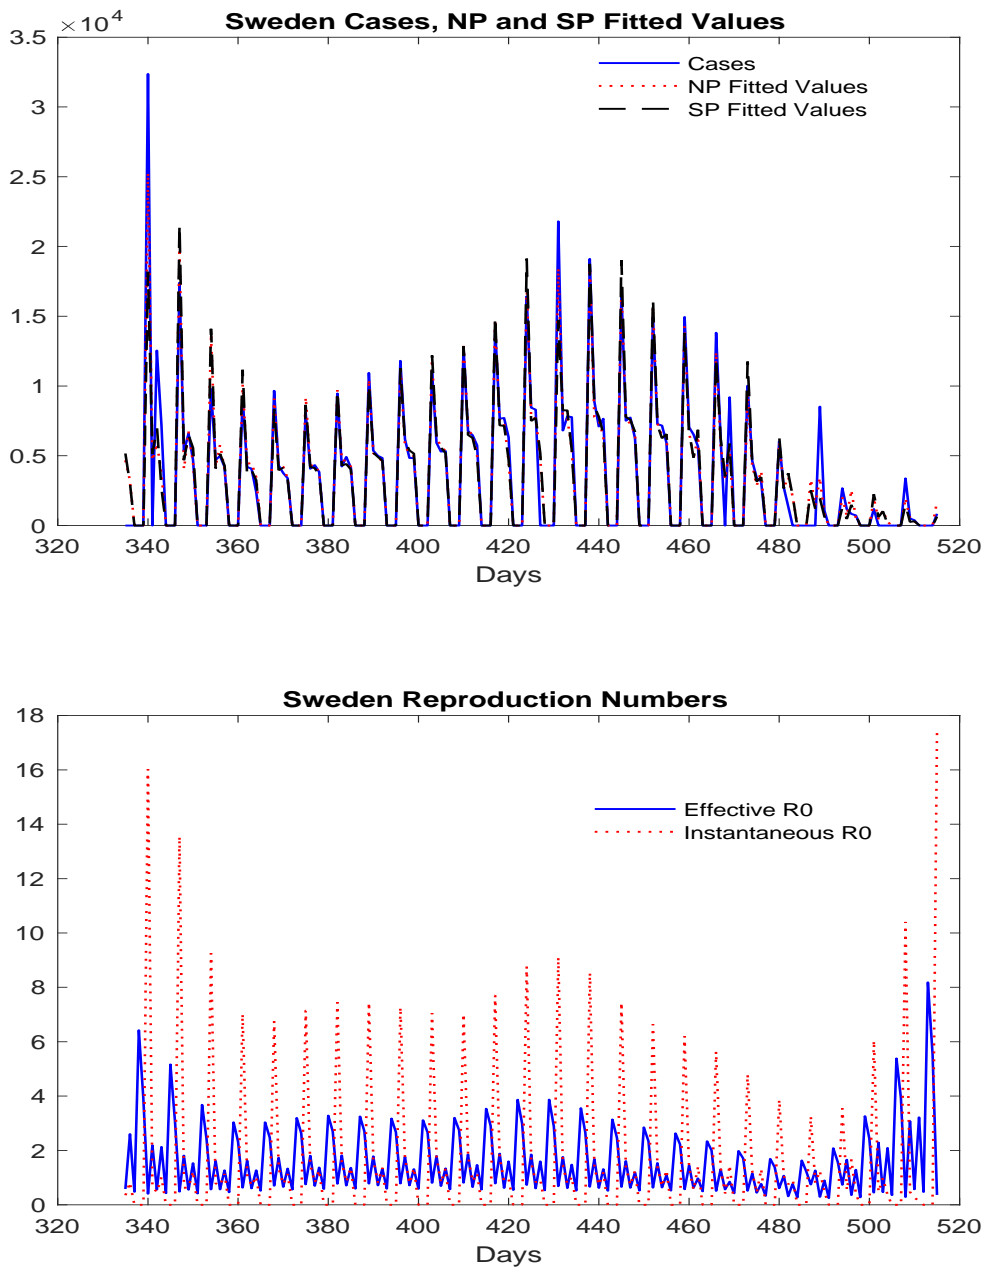 Sweden Cases, NP and SP Fitted Values
×10^4
3.5
3
2.5
2
1.5
1
0.5
0
Cases
NP Fitted Values
SP Fitted Values
320 340 360 380 400 420 440 460 480 500 520
Days
Sweden Reproduction Numbers
18
16
14
12
10
8
6
4
2
0
Effective R0
Instantaneous R0
320 340 360 380 400 420 440 460 480 500 520
Days